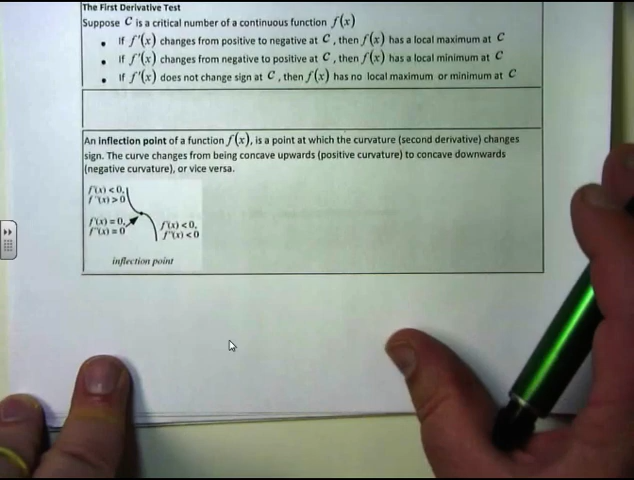 The First Derivative Test
Suppose C is a critical number of a continuous function f(x)
• If f'(x) changes from positive to negative at C, then f(x) has a local maximum at C
• If f'(x) changes from negative to positive at C, then f(x) has a local minimum at C
• If f'(x) does not change sign at C, then f(x) has no local maximum or minimum at C
An inflection point of a function f(x), is a point at which the curvature (second derivative) changes
sign. The curve changes from being concave upwards (positive curvature) to concave downwards
(negative curvature), or vice versa.
f'(x) < 0,
f''(x) > 0
f'(x) = 0,
f''(x) = 0
f'(x) < 0,
f''(x) < 0
inflection point